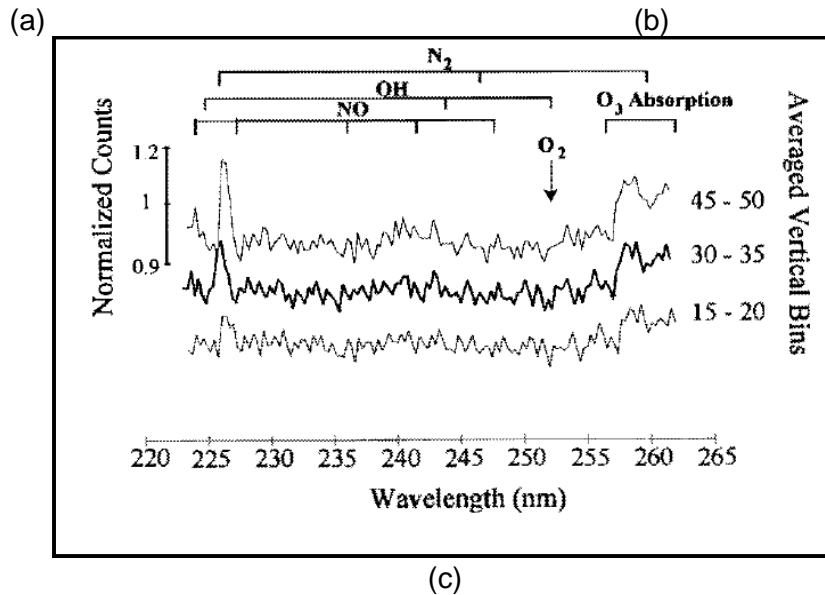 (a)
(b)
N2
OH
NO
O3 Absorption
O2
1.2
1
0.9
Normalized Counts
45 - 50
30 - 35
15 - 20
Averaged Vertical Bins
220 225 230 235 240 245 250 255 260 265
Wavelength (nm)
(c)